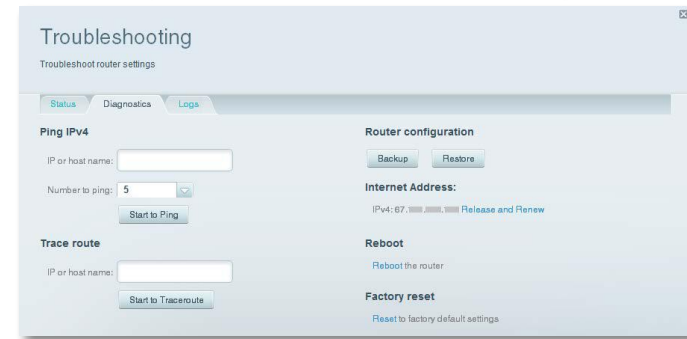 Troubleshooting
Troubleshoot router settings
Status Diagnostics Logs
Ping IPv4
IP or host name:
Number to ping: 5
Start to Ping
Trace route
IP or host name:
Start to Traceroute
Router configuration
Backup Restore
Internet Address:
IPv4: 67. . . Release and Renew
Reboot
Reboot the router
Factory reset
Reset to factory default settings